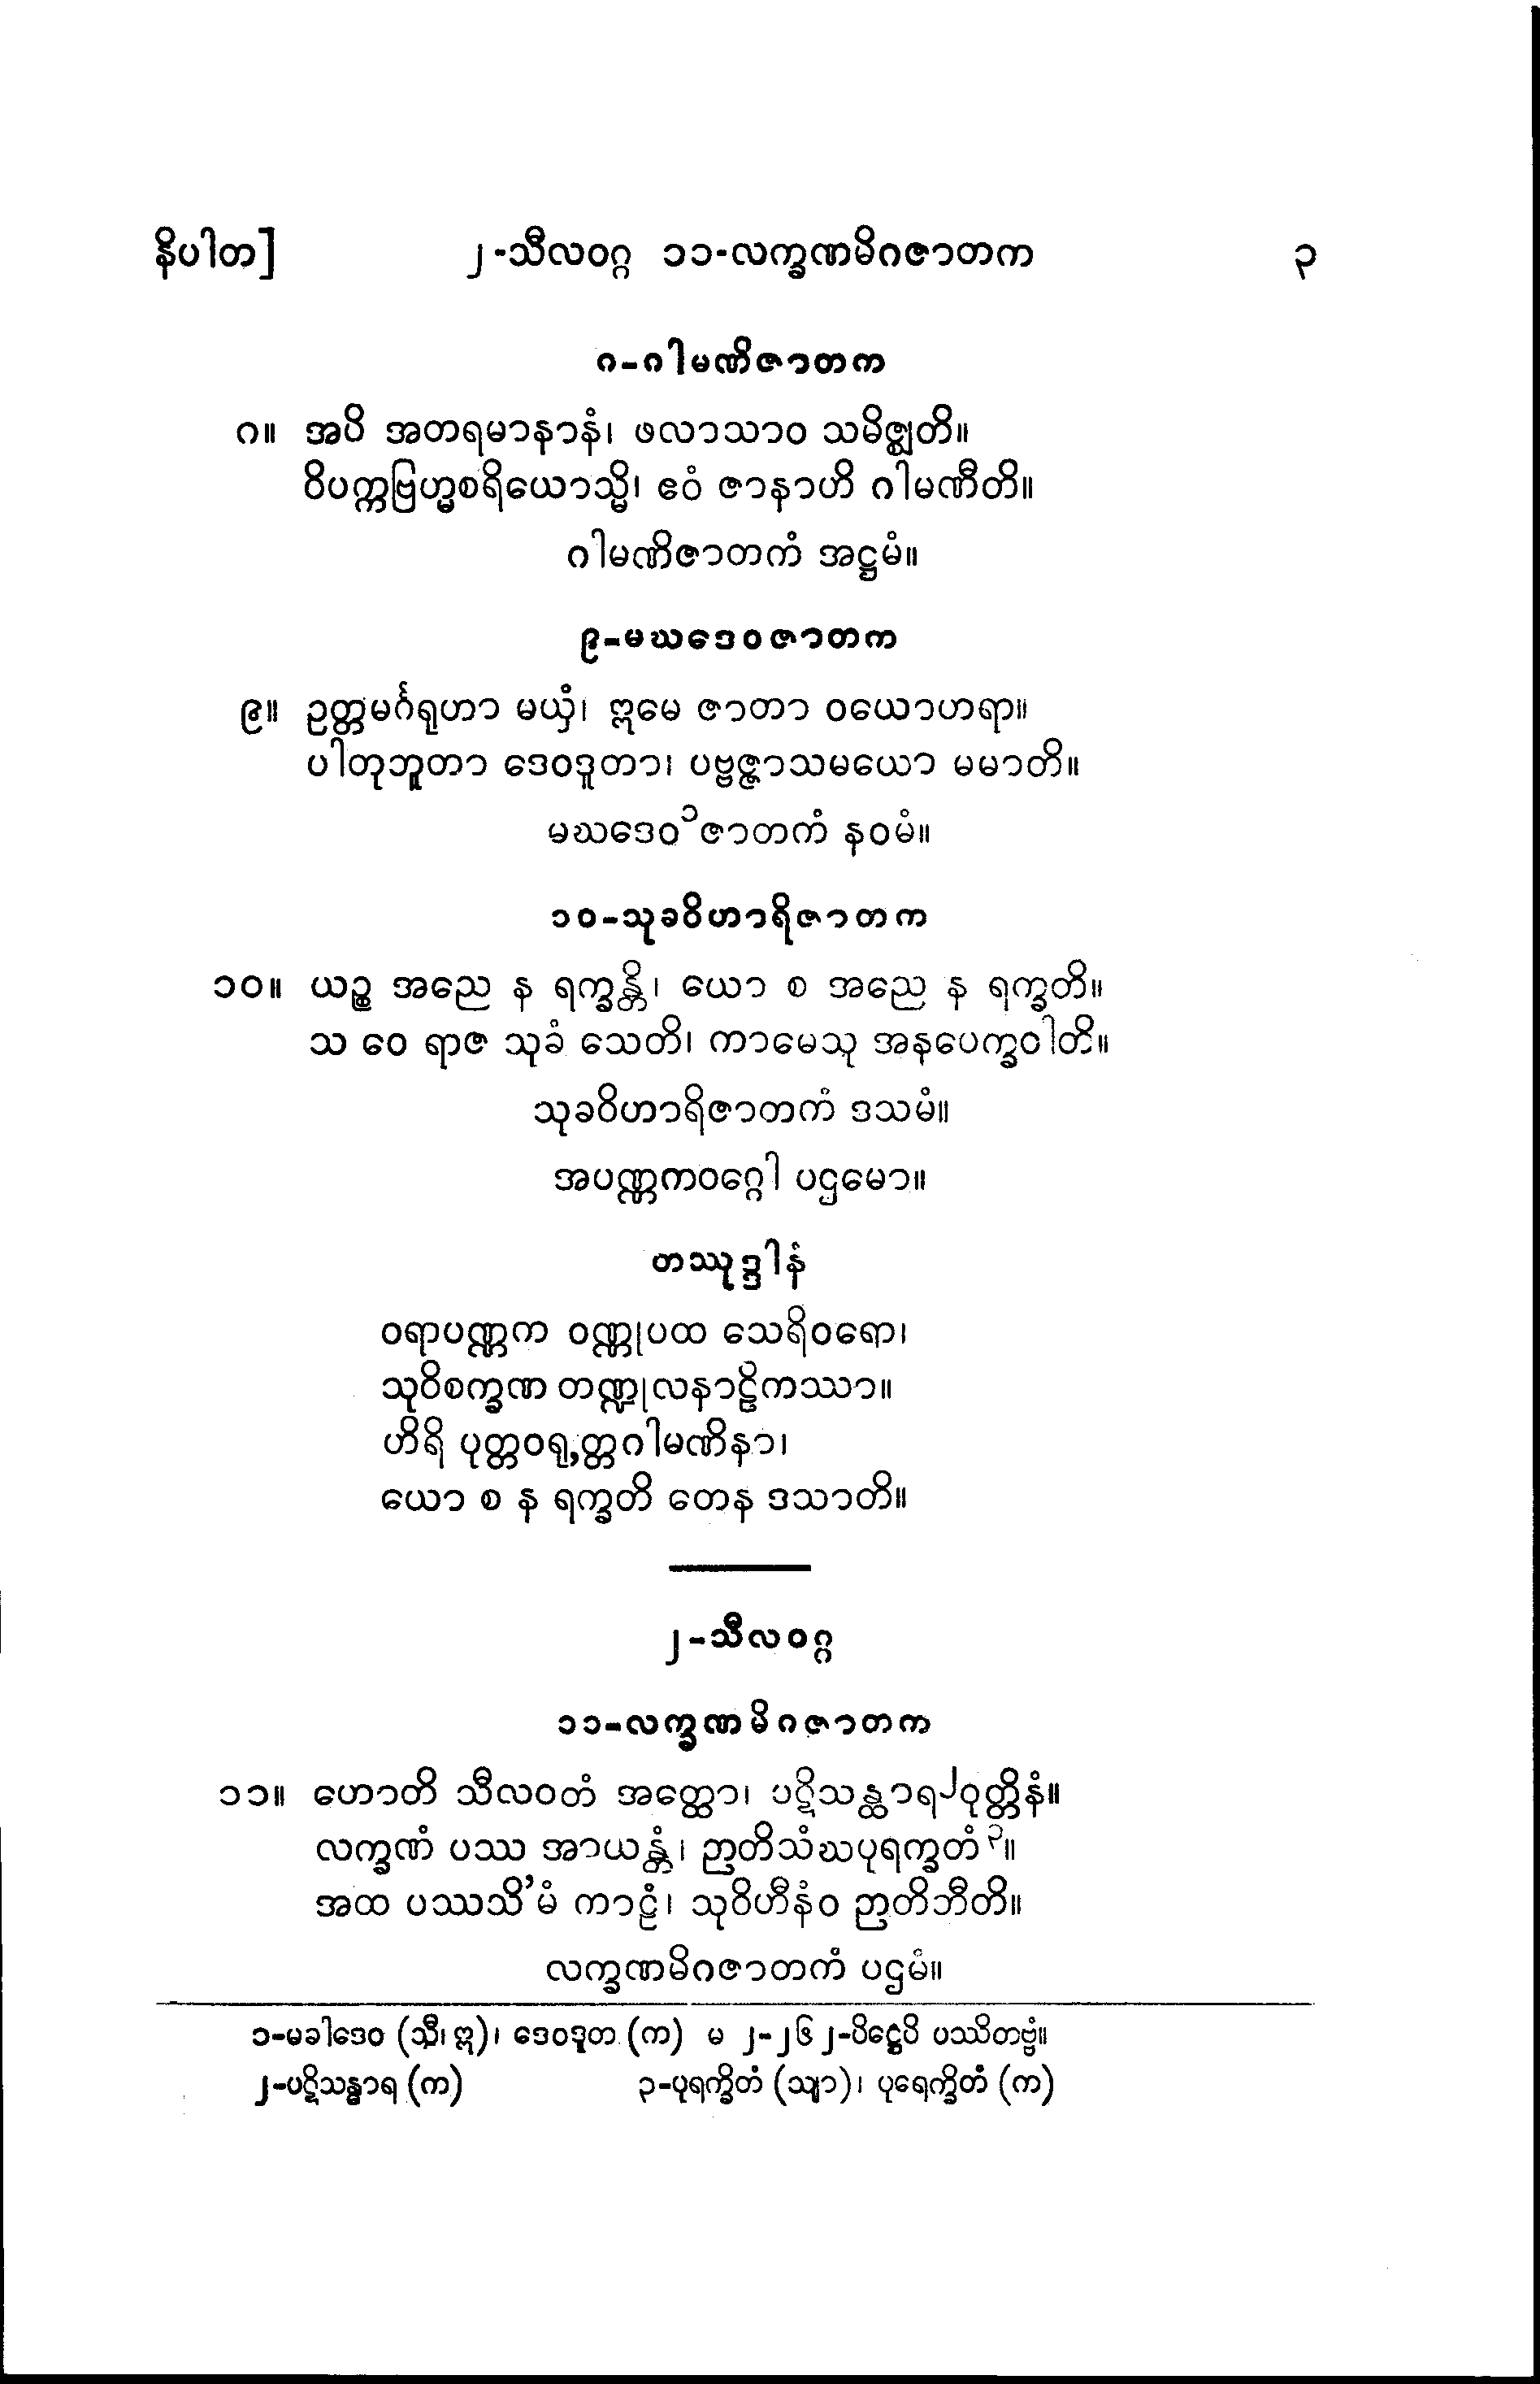 နိပါတ] ၂-သီလဝဂ္ဂ ၁၁-လက္ခဏမိဂဇာတက ၃
၈-ဂါမဏိဇာတက
၈။ အပိ အတရမာနာနံ၊ ဖလာသာဝ သမိဇ္ဈတိ။
ဝိပက္ကဗြဟ္မစရိယောသ္မိ၊ ဧဝံ ဇာနာဟိ ဂါမဏီတိ။
ဂါမဏိဇာတကံ အဋ္ဌမံ။
၉-မဃဒေဝဇာတက
၉။ ဥတ္တမင်္ဂရုဟာ မယှံ၊ ဣမေ ဇာတာ ဝယောဟရာ။
ပါတုဘူတာ ဒေဝဒူတာ၊ ပဗ္ဗဇ္ဇာသမယော မမာတိ။
မဃဒေဝ၁ဇာတကံ နဝမံ။
၁၀-သုခဝိဟာရိဇာတက
၁၀။ ယဉ္စ အညေ န ရက္ခန္တိ၊ ယော စ အညေ န ရက္ခတိ။
သ ဝေ ရာဇ သုခံ သေတိ၊ ကာမေသု အနပေက္ခဝါတိ။
သုခဝိဟာရိဇာတကံ ဒသမံ။
အပဏ္ဏကဝဂ္ဂေါ ပဌမော။
တဿုဒ္ဒါနံ
ဝရာပဏ္ဏက ဝဏ္ဏုပထ သေရိဝရော၊
သုဝိစက္ခဏ တဏ္ဍုလနာဠိကဿာ။
ဟိရိ ပုတ္တဝရု,တ္တဂါမဏိနာ၊
ယော စ န ရက္ခတိ တေန ဒသာတိ။
၂-သီလဝဂ္ဂ
၁၁-လက္ခဏမိဂဇာတက
၁၁။ ဟောတိ သီလဝတံ အတ္ထော၊ ပဋိသန္ထာရ၂ဝုတ္တိနံ။
လက္ခဏံ ပဿ အာယန္တံ၊ ဉာတိသံဃပုရက္ခတံ၃။
အထ ပဿသိ’မံ ကာဠံ၊ သုဝိဟီနံဝ ဉာတိဘီတိ။
လက္ခဏမိဂဇာတကံ ပဌမံ။
၁-မခါဒေဝ (သီ၊ ဣ)၊ ဒေဝဒူတ (က) မ ၂-၂၆၂-ပိဋ္ဌေပိ ပဿိတဗ္ဗံ။
၂-ပဋိသန္ဓာရ (က) ၃-ပုရက္ခိတံ (သျာ)၊ ပုရေက္ခိတံ (က)